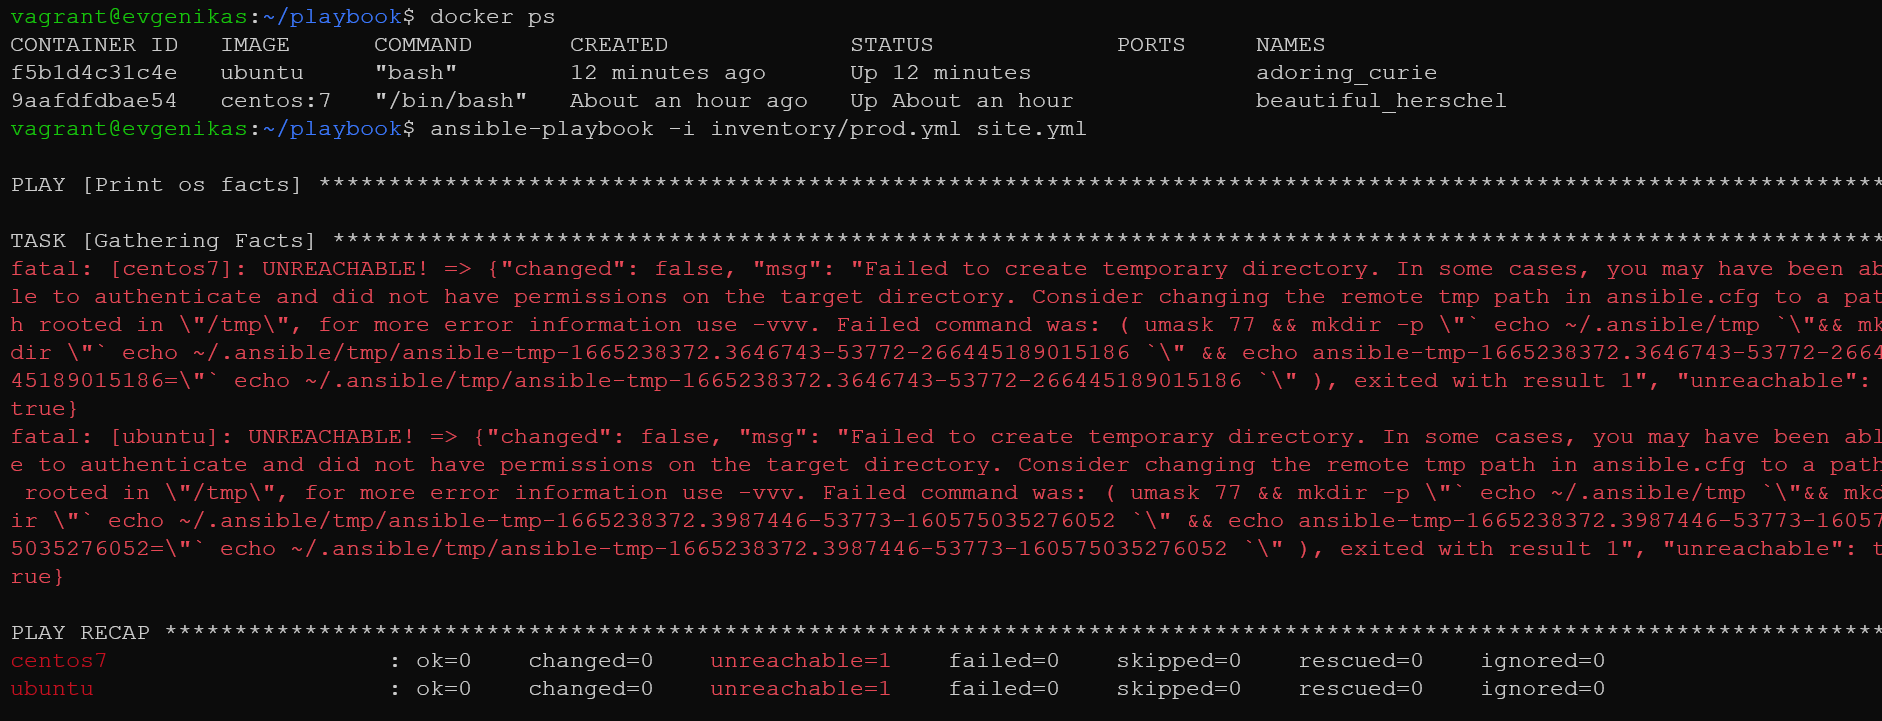 vagrant@evgenikas:~/playbook$ docker ps
CONTAINER ID   IMAGE      COMMAND       CREATED             STATUS             PORTS     NAMES
f5b1d4c31c4e   ubuntu     "bash"        12 minutes ago      Up 12 minutes                adoring_curie
9aafdfdbae54   centos:7   "/bin/bash"   About an hour ago   Up About an hour             beautiful_herschel
vagrant@evgenikas:~/playbook$ ansible-playbook -i inventory/prod.yml site.yml
PLAY [Print os facts] ****************************************************************************************************************
TASK [Gathering Facts] ***************************************************************************************************************
fatal: [centos7]: UNREACHABLE! => {"changed": false, "msg": "Failed to create temporary directory. In some cases, you may have been ab
le to authenticate and did not have permissions on the target directory. Consider changing the remote tmp path in ansible.cfg to a pat
h rooted in \"/tmp\", for more error information use -vvv. Failed command was: ( umask 77 && mkdir -p \"` echo ~/.ansible/tmp `\"&& mk
dir \"` echo ~/.ansible/tmp/ansible-tmp-1665238372.3646743-53772-266445189015186 `\" && echo ansible-tmp-1665238372.3646743-53772-2664
45189015186=\"` echo ~/.ansible/tmp/ansible-tmp-1665238372.3646743-53772-266445189015186 `\" ), exited with result 1", "unreachable":
true}
fatal: [ubuntu]: UNREACHABLE! => {"changed": false, "msg": "Failed to create temporary directory. In some cases, you may have been abl
e to authenticate and did not have permissions on the target directory. Consider changing the remote tmp path in ansible.cfg to a path
 rooted in \"/tmp\", for more error information use -vvv. Failed command was: ( umask 77 && mkdir -p \"` echo ~/.ansible/tmp `\"&& mkd
ir \"` echo ~/.ansible/tmp/ansible-tmp-1665238372.3987446-53773-160575035276052 `\" && echo ansible-tmp-1665238372.3987446-53773-16057
5035276052=\"` echo ~/.ansible/tmp/ansible-tmp-1665238372.3987446-53773-160575035276052 `\" ), exited with result 1", "unreachable": t
rue}
PLAY RECAP ***************************************************************************************************************************
centos7                    : ok=0    changed=0    unreachable=1    failed=0    skipped=0    rescued=0    ignored=0
ubuntu                     : ok=0    changed=0    unreachable=1    failed=0    skipped=0    rescued=0    ignored=0